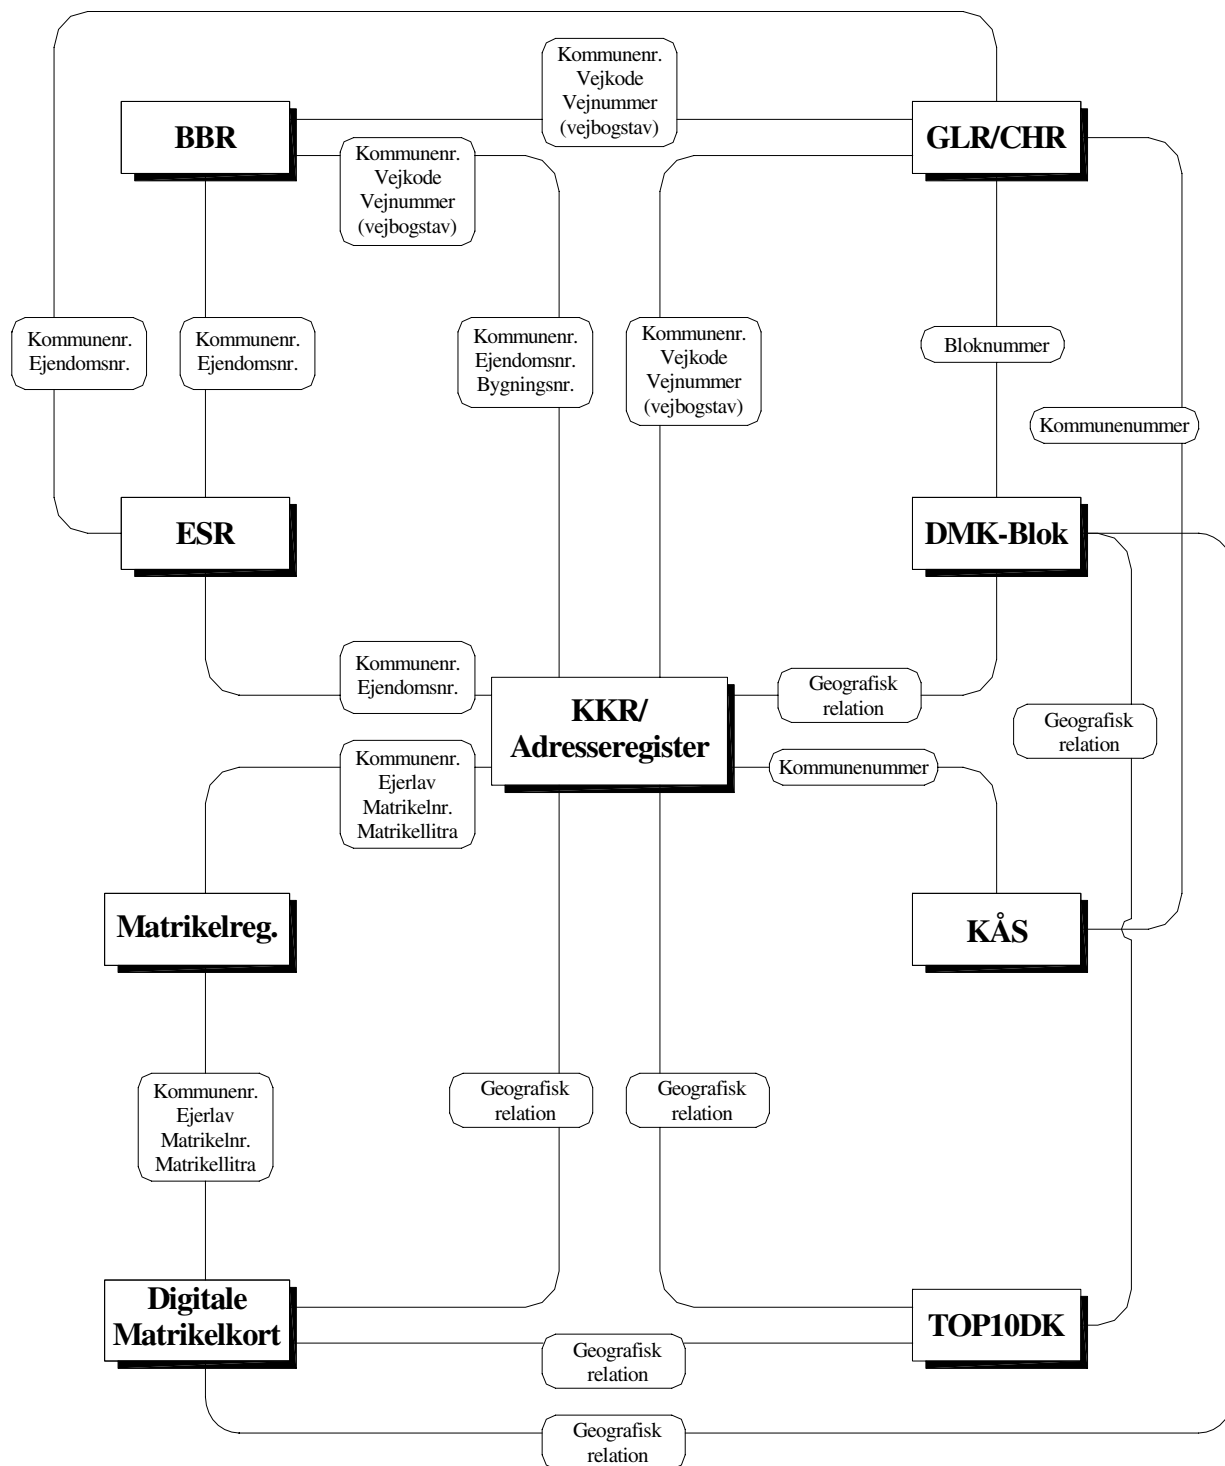 Kommunenr.
Vejkode
Vejnummer
(vejbogstav)
BBR
GLR/CHR
Kommunenr.
Vejkode
Vejnummer
(vejbogstav)
Kommunenr.
Ejendomsnr.
Kommunenr.
Ejendomsnr.
Kommunenr.
Ejendomsnr.
Bygningsnr.
Kommunenr.
Vejkode
Vejnummer
(vejbogstav)
Bloknummer
Kommunenummer
ESR
DMK-Blok
Kommunenr.
Ejendomsnr.
KKR/
Adresseregister
Geografisk
relation
Geografisk
relation
Kommunenr.
Ejerlav
Matrikelnr.
Matrikellitra
Kommunenummer
Matrikelreg.
KÅS
Kommunenr.
Ejerlav
Matrikelnr.
Matrikellitra
Geografisk
relation
Geografisk
relation
Digitale
Matrikelkort
TOP10DK
Geografisk
relation
Geografisk
relation